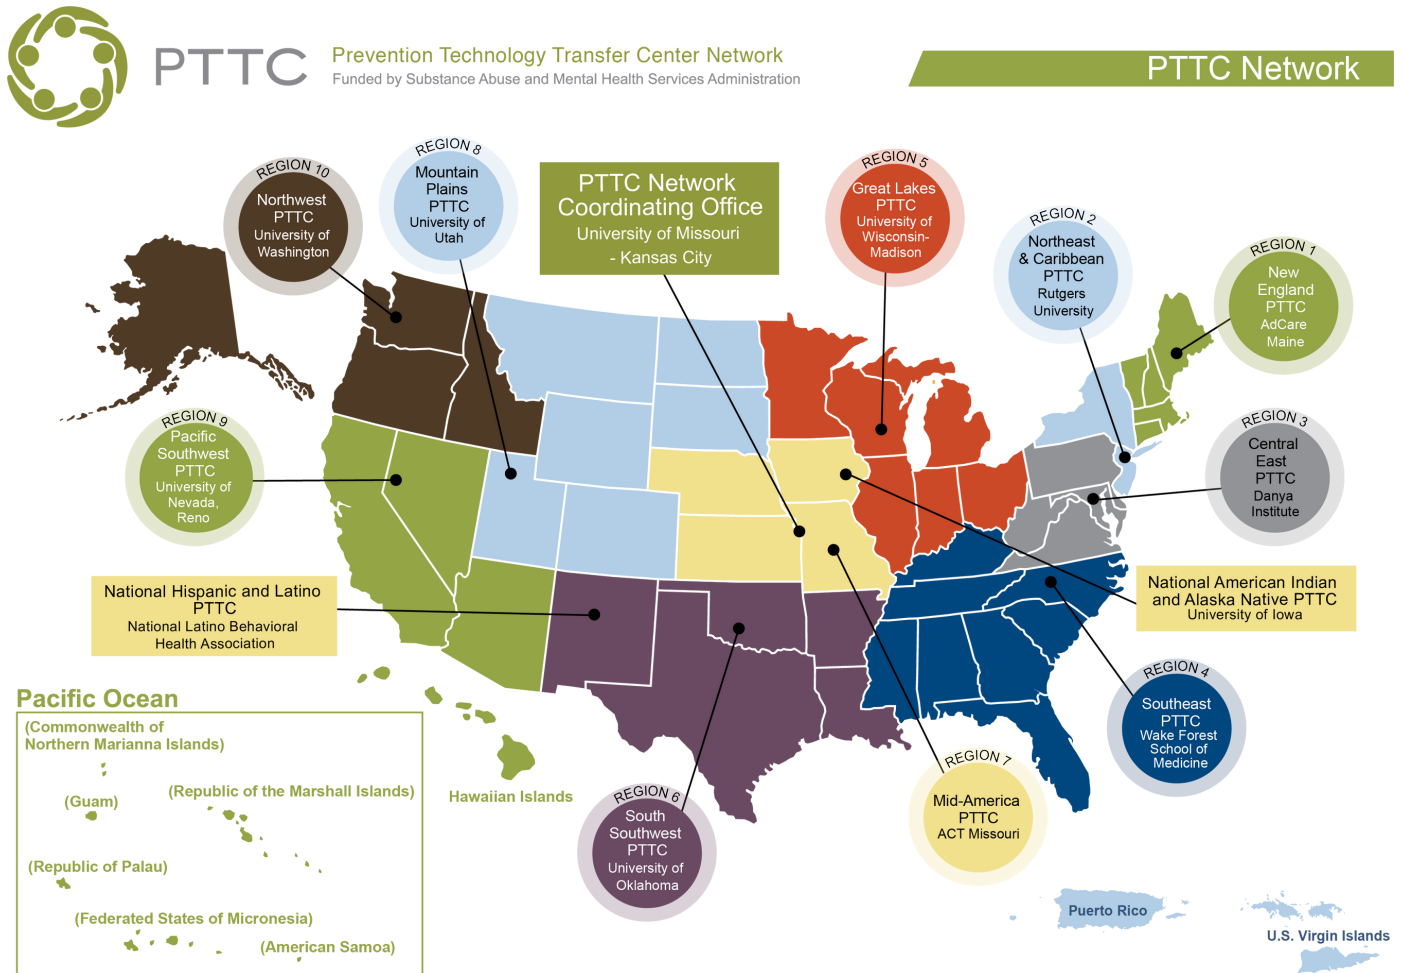 PTTC
Prevention Technology Transfer Center Network
Funded by Substance Abuse and Mental Health Services Administration
PTTC Network
REGION 10
Northwest
PTTC
University of
Washington
REGION 8
Mountain
Plains
PTTC
University of
Utah
PTTC Network
Coordinating Office
University of Missouri
- Kansas City
REGION 5
Great Lakes
PTTC
University of
Wisconsin-
Madison
REGION 2
Northeast
& Caribbean
PTTC
Rutgers
University
REGION 1
New
England
PTTC
AdCare
Maine
REGION 9
Pacific
Southwest
PTTC
University of
Nevada,
Reno
REGION 3
Central
East
PTTC
Danya
Institute
National Hispanic and Latino
PTTC
National Latino Behavioral
Health Association
National American Indian
and Alaska Native PTTC
University of Iowa
REGION 4
Southeast
PTTC
Wake Forest
School of
Medicine
REGION 7
Mid-America
PTTC
ACT Missouri
REGION 6
South
Southwest
PTTC
University of
Oklahoma
Pacific Ocean
(Commonwealth of
Northern Marianna Islands)
(Guam)
(Republic of the Marshall Islands)
(Republic of Palau)
(Federated States of Micronesia)
(American Samoa)
Hawaiian Islands
Puerto Rico
U.S. Virgin Islands